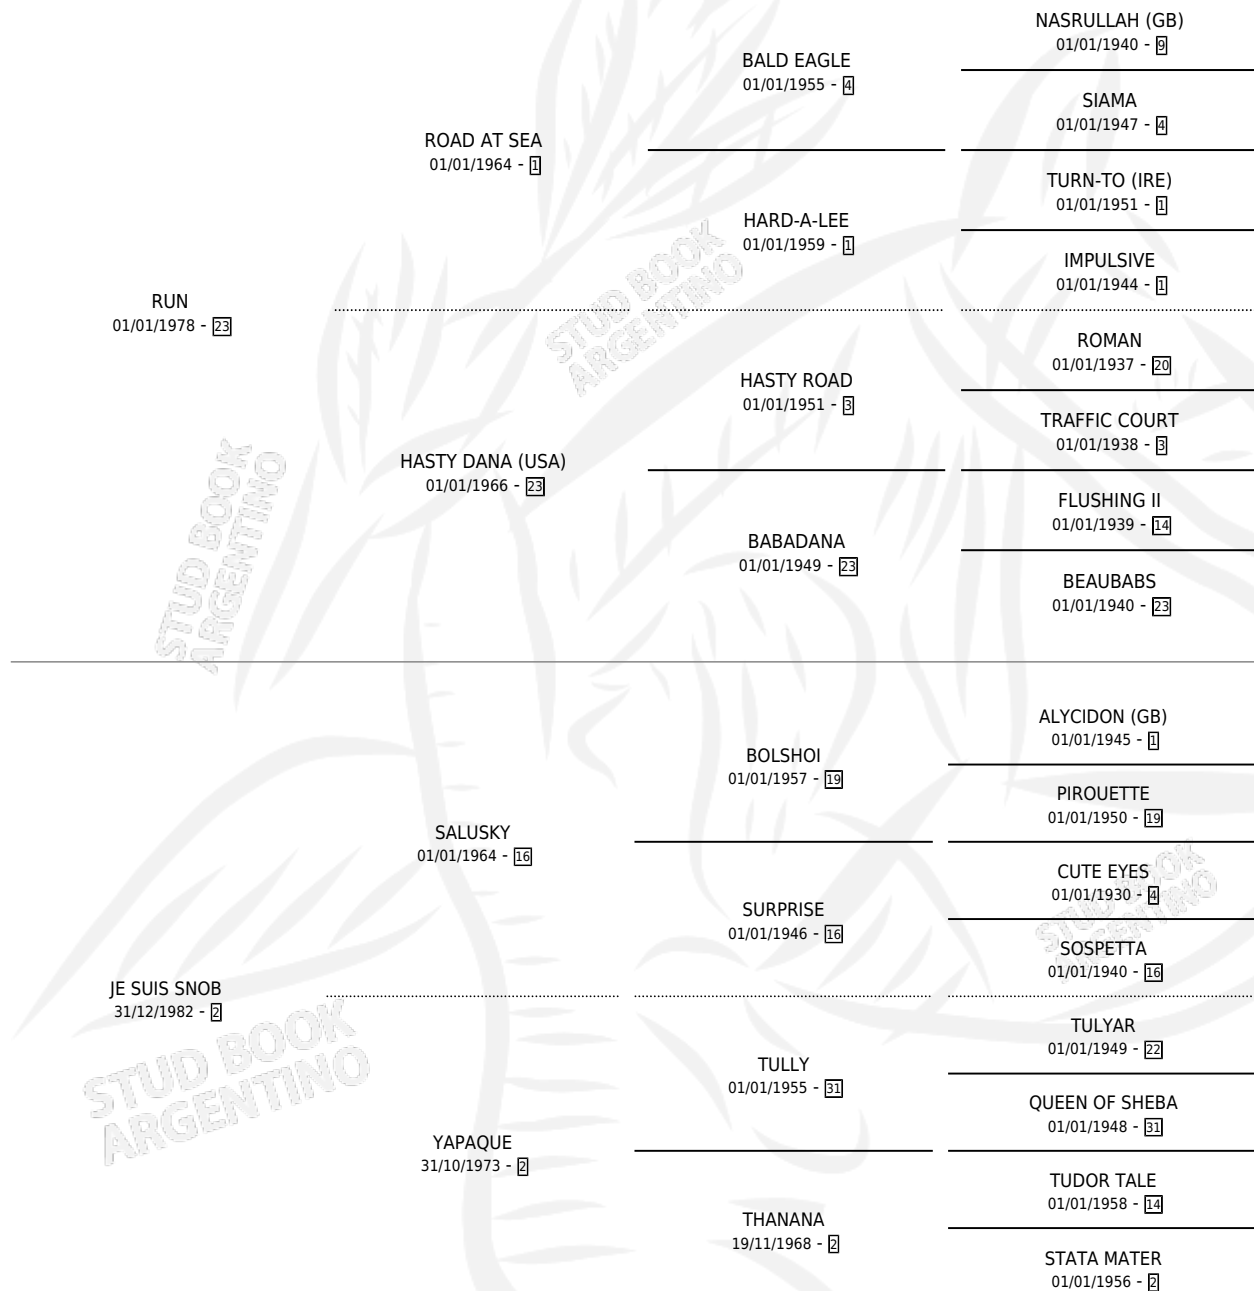 NASRULLAH (GB)
01/01/1940 - 9
BALD EAGLE
01/01/1955 - 4
SIAMA
01/01/1947 - 4
ROAD AT SEA
01/01/1964 - 1
TURN-TO (IRE)
01/01/1951 - 1
HARD-A-LEE
01/01/1959 - 1
IMPULSIVE
01/01/1944 - 1
RUN
01/01/1978 - 23
ROMAN
01/01/1937 - 20
HASTY ROAD
01/01/1951 - 3
TRAFFIC COURT
01/01/1938 - 3
HASTY DANA (USA)
01/01/1966 - 23
FLUSHING II
01/01/1939 - 14
BABADANA
01/01/1949 - 23
BEAUBABS
01/01/1940 - 23
STUD BOOK
ARGENTINO
STUD BOOK
ARGENTINO
ALYCIDON (GB)
01/01/1945 - 1
BOLSHOI
01/01/1957 - 19
PIROUETTE
01/01/1950 - 19
SALUSKY
01/01/1964 - 16
CUTE EYES
01/01/1930 - 4
SURPRISE
01/01/1946 - 16
SOSPETTA
01/01/1940 - 16
JE SUIS SNOB
31/12/1982 - 2
TULYAR
01/01/1949 - 22
TULLY
01/01/1955 - 31
QUEEN OF SHEBA
01/01/1948 - 31
YAPAQUE
31/10/1973 - 2
TUDOR TALE
01/01/1958 - 14
THANANA
19/11/1968 - 2
STATA MATER
01/01/1956 - 2
STUD BOOK
ARGENTINO
STUD BOOK
ARGENTINO